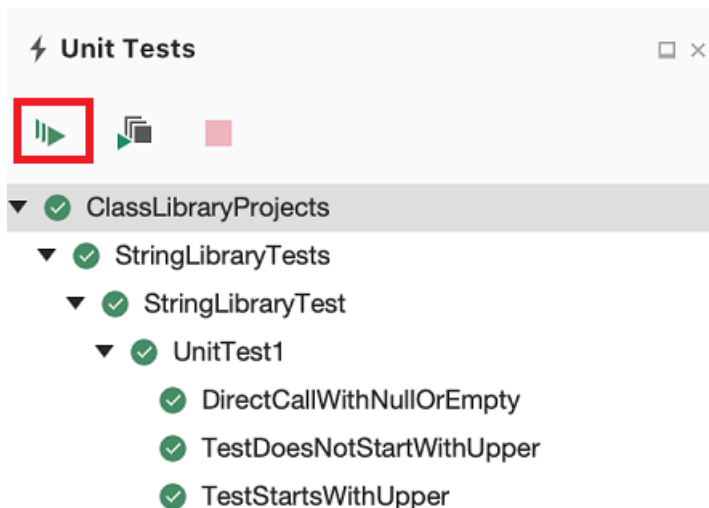 Unit Tests
ClassLibraryProjects
StringLibraryTests
StringLibraryTest
UnitTest1
DirectCallWithNullOrEmpty
TestDoesNotStartWithUpper
TestStartsWithUpper